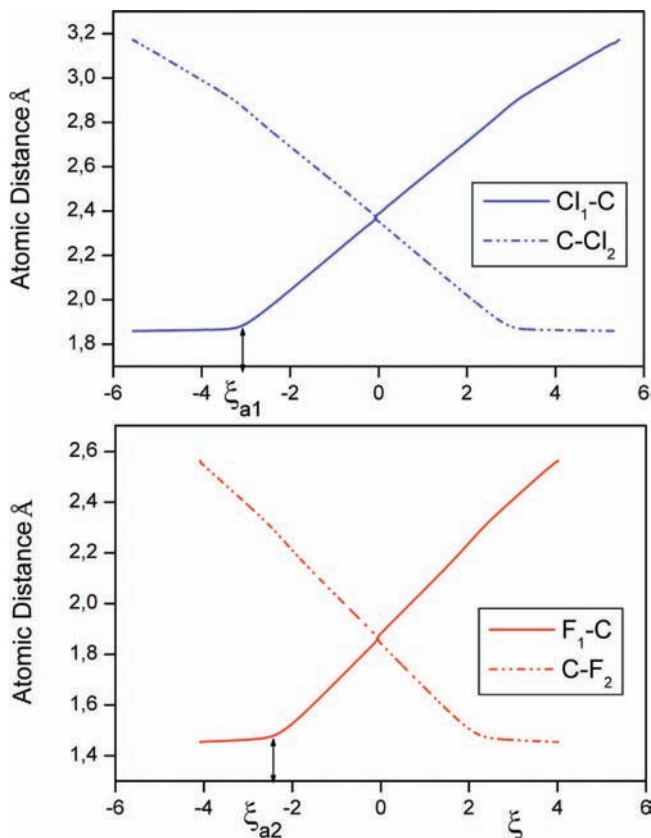 3,2
3,0
2,8
2,6
2,4
2,2
2,0
1,8
Atomic Distance Å
Cl₁-C
C-Cl₂
-6 -4 -2 0 2 4 6
ξa1
2,6
2,4
2,2
2,0
1,8
1,6
1,4
Atomic Distance Å
F₁-C
C-F₂
-6 -4 -2 0 2 4 6
ξa2 ξ